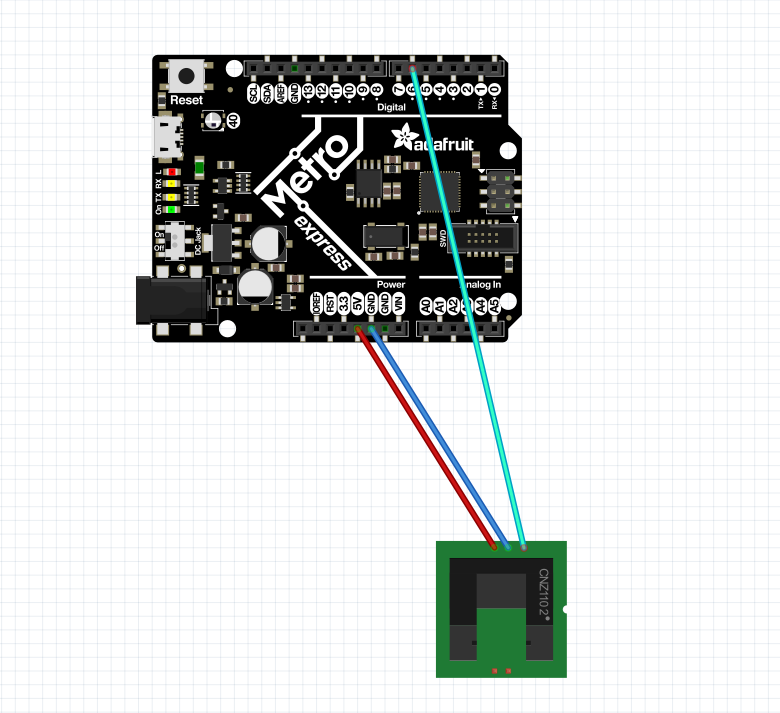 Reset
SCL
SDA
AREF
GND
13
12
11
10
9
8
7
6
5
4
3
2
TX 1
RX 0
Digital
40
adafruit
Metro
express
L
RX
TX
On
On
Off
DC Jack
SWD
Power
Analog In
IOREF
RST
3.3
5V
GND
GND
VIN
A0
A1
A2
A4
A5
CNZ1102